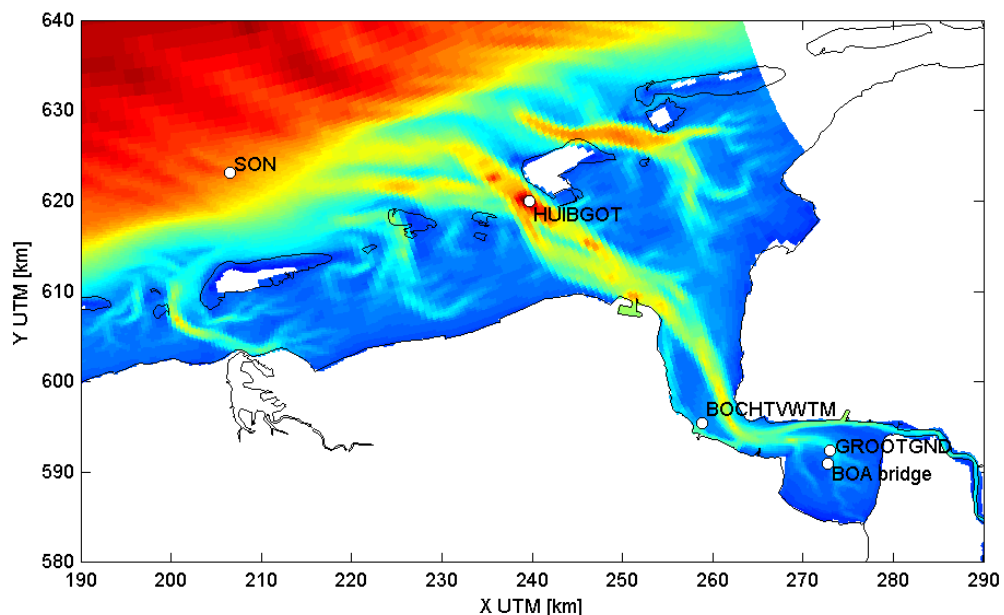 640
630
620
610
600
590
580
Y UTM [km]
SON
HUIBGOT
BOCHTVWTM
GROOTGND
BOA bridge
190 200 210 220 230 240 250 260 270 280 290
X UTM [km]